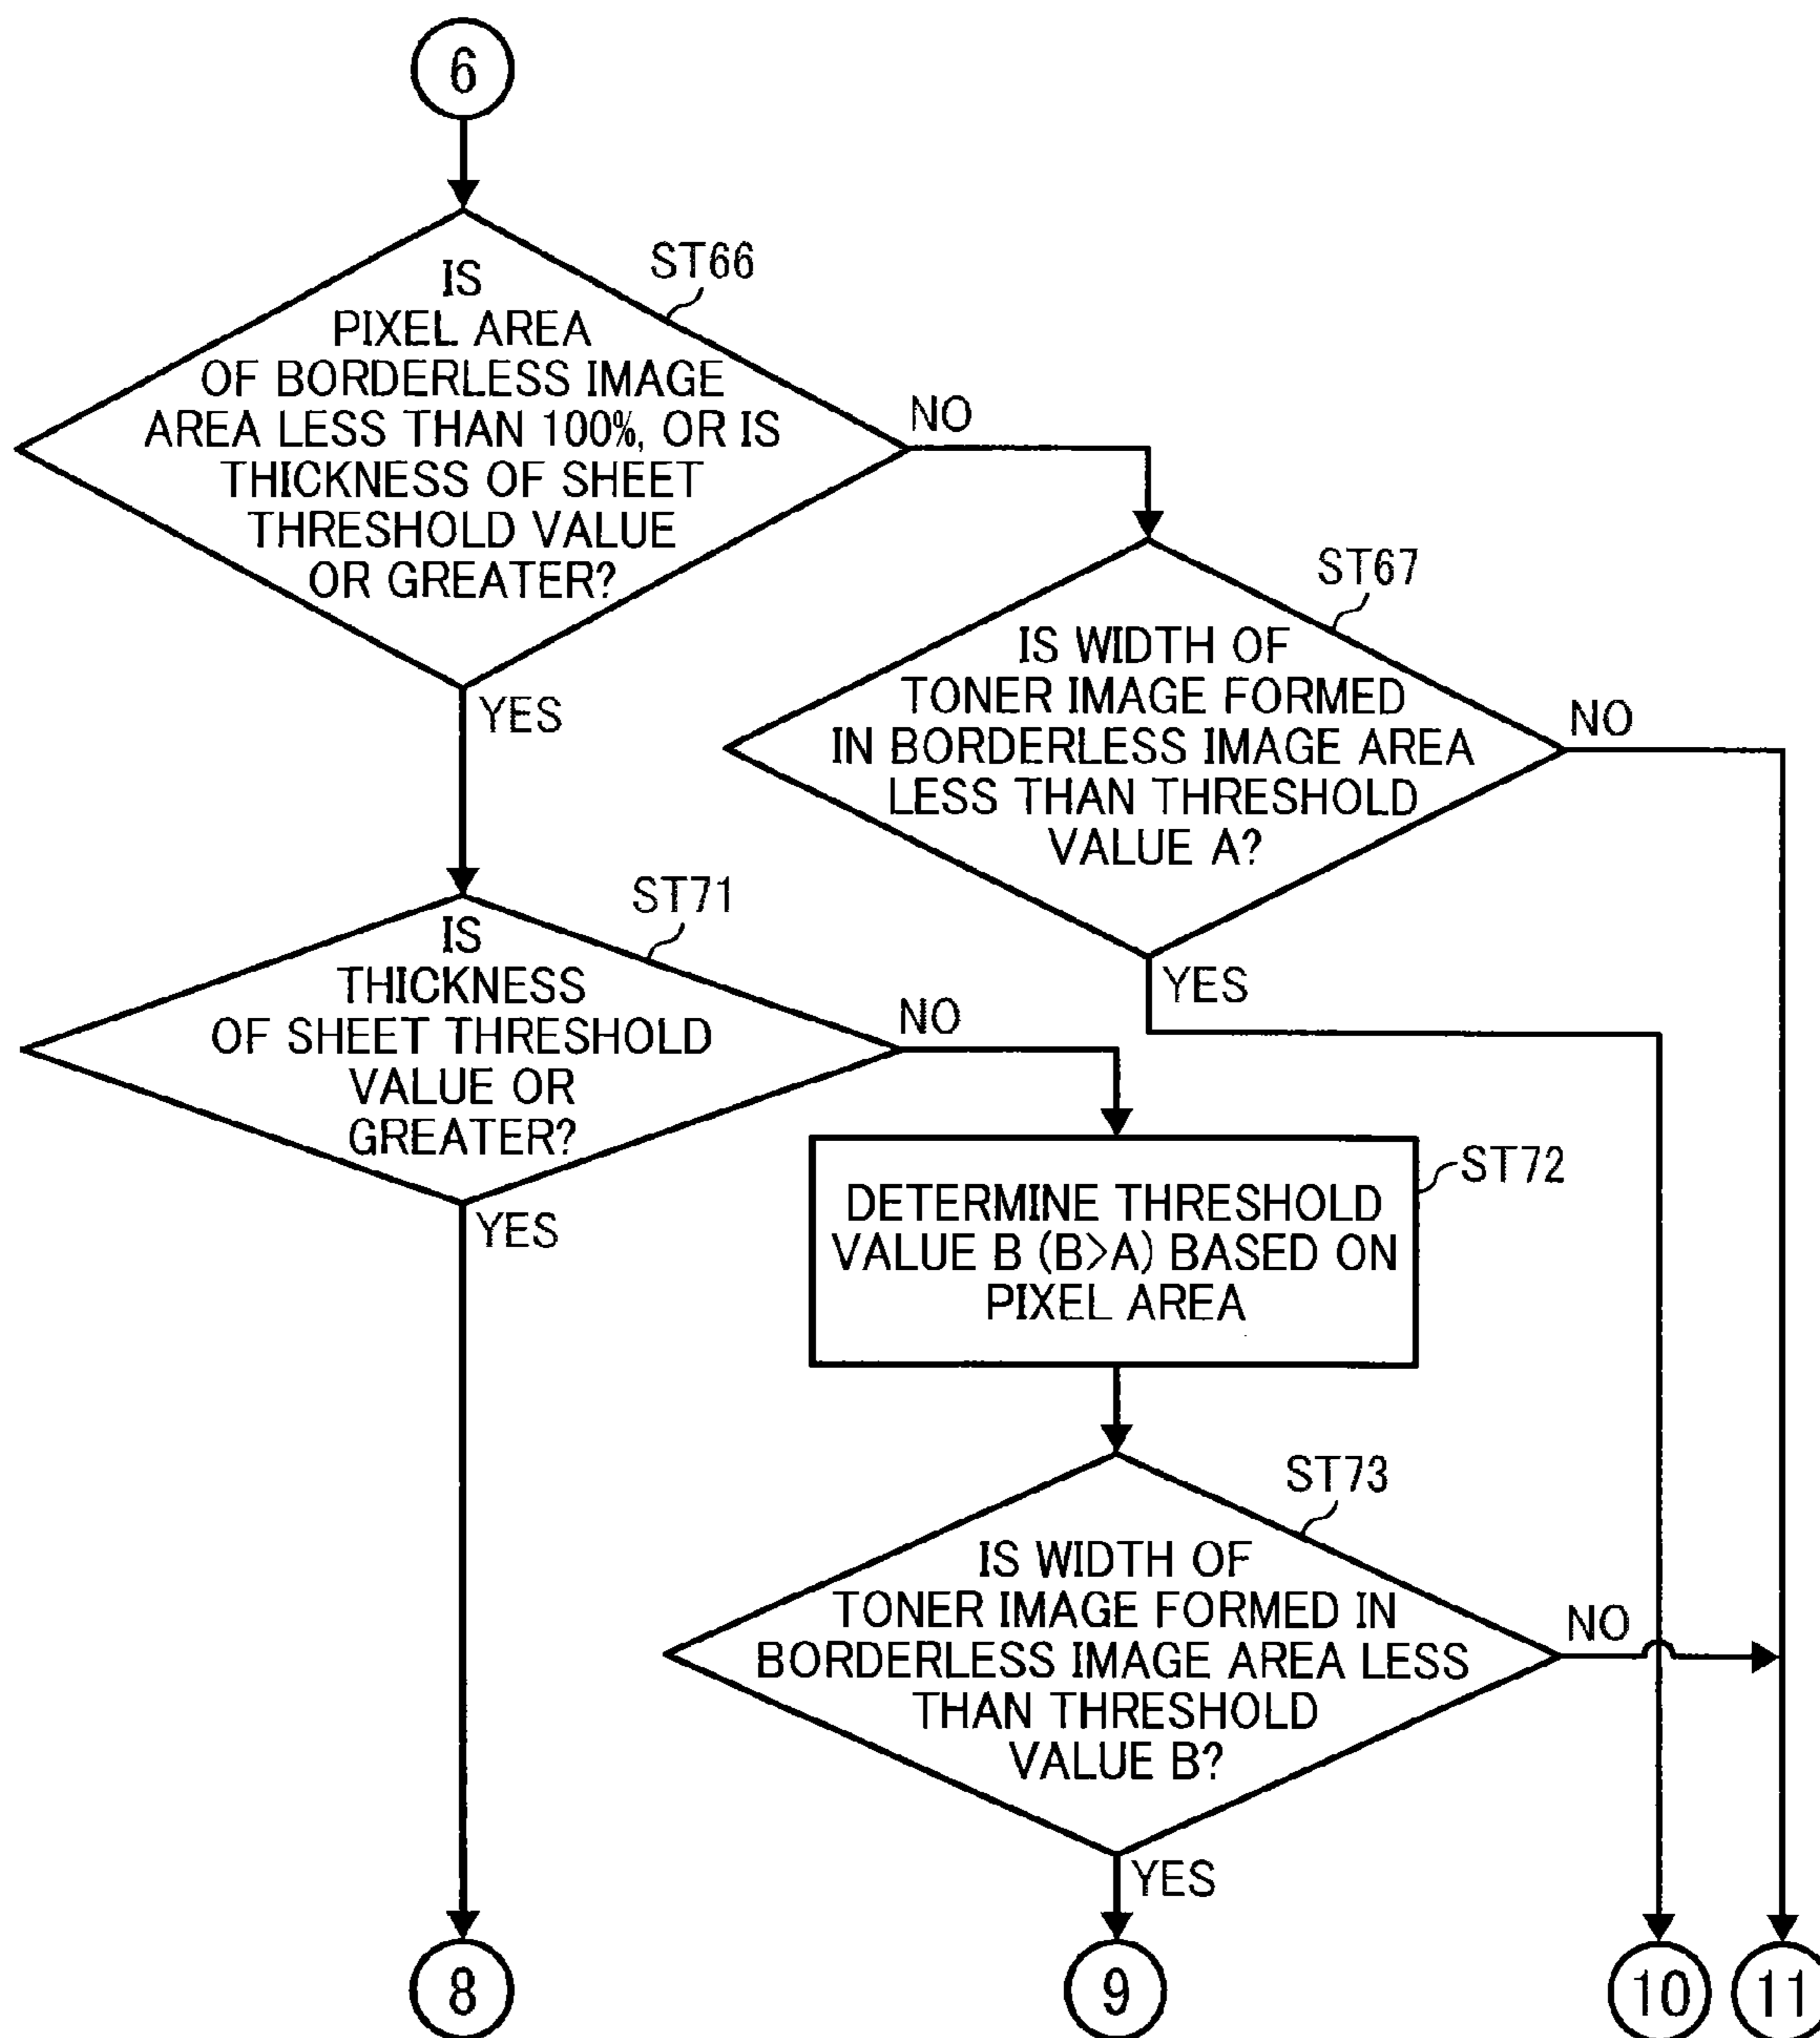 6
ST66
IS
PIXEL AREA
OF BORDERLESS IMAGE
AREA LESS THAN 100%, OR IS
THICKNESS OF SHEET
THRESHOLD VALUE
OR GREATER?
NO
YES
ST67
IS WIDTH OF
TONER IMAGE FORMED
IN BORDERLESS IMAGE AREA
LESS THAN THRESHOLD
VALUE A?
NO
YES
ST71
IS
THICKNESS
OF SHEET THRESHOLD
VALUE OR
GREATER?
NO
YES
ST72
DETERMINE THRESHOLD
VALUE B (B>A) BASED ON
PIXEL AREA
ST73
IS WIDTH OF
TONER IMAGE FORMED IN
BORDERLESS IMAGE AREA LESS
THAN THRESHOLD
VALUE B?
NO
YES
8
9
10
11